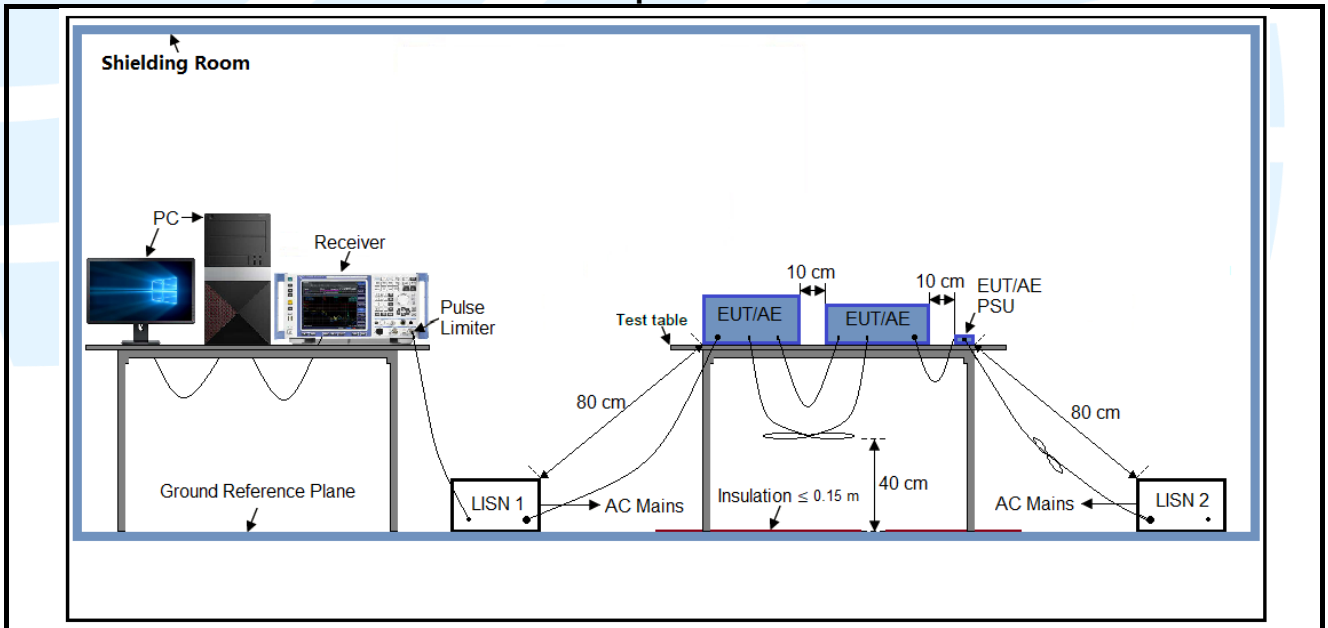 Shielding Room
PC
Receiver
Pulse
Limiter
10 cm
10 cm
EUT/AE
PSU
EUT/AE
EUT/AE
Test table
80 cm
80 cm
40 cm
Ground Reference Plane
LISN 1
AC Mains
Insulation ≤ 0.15 m
AC Mains
LISN 2